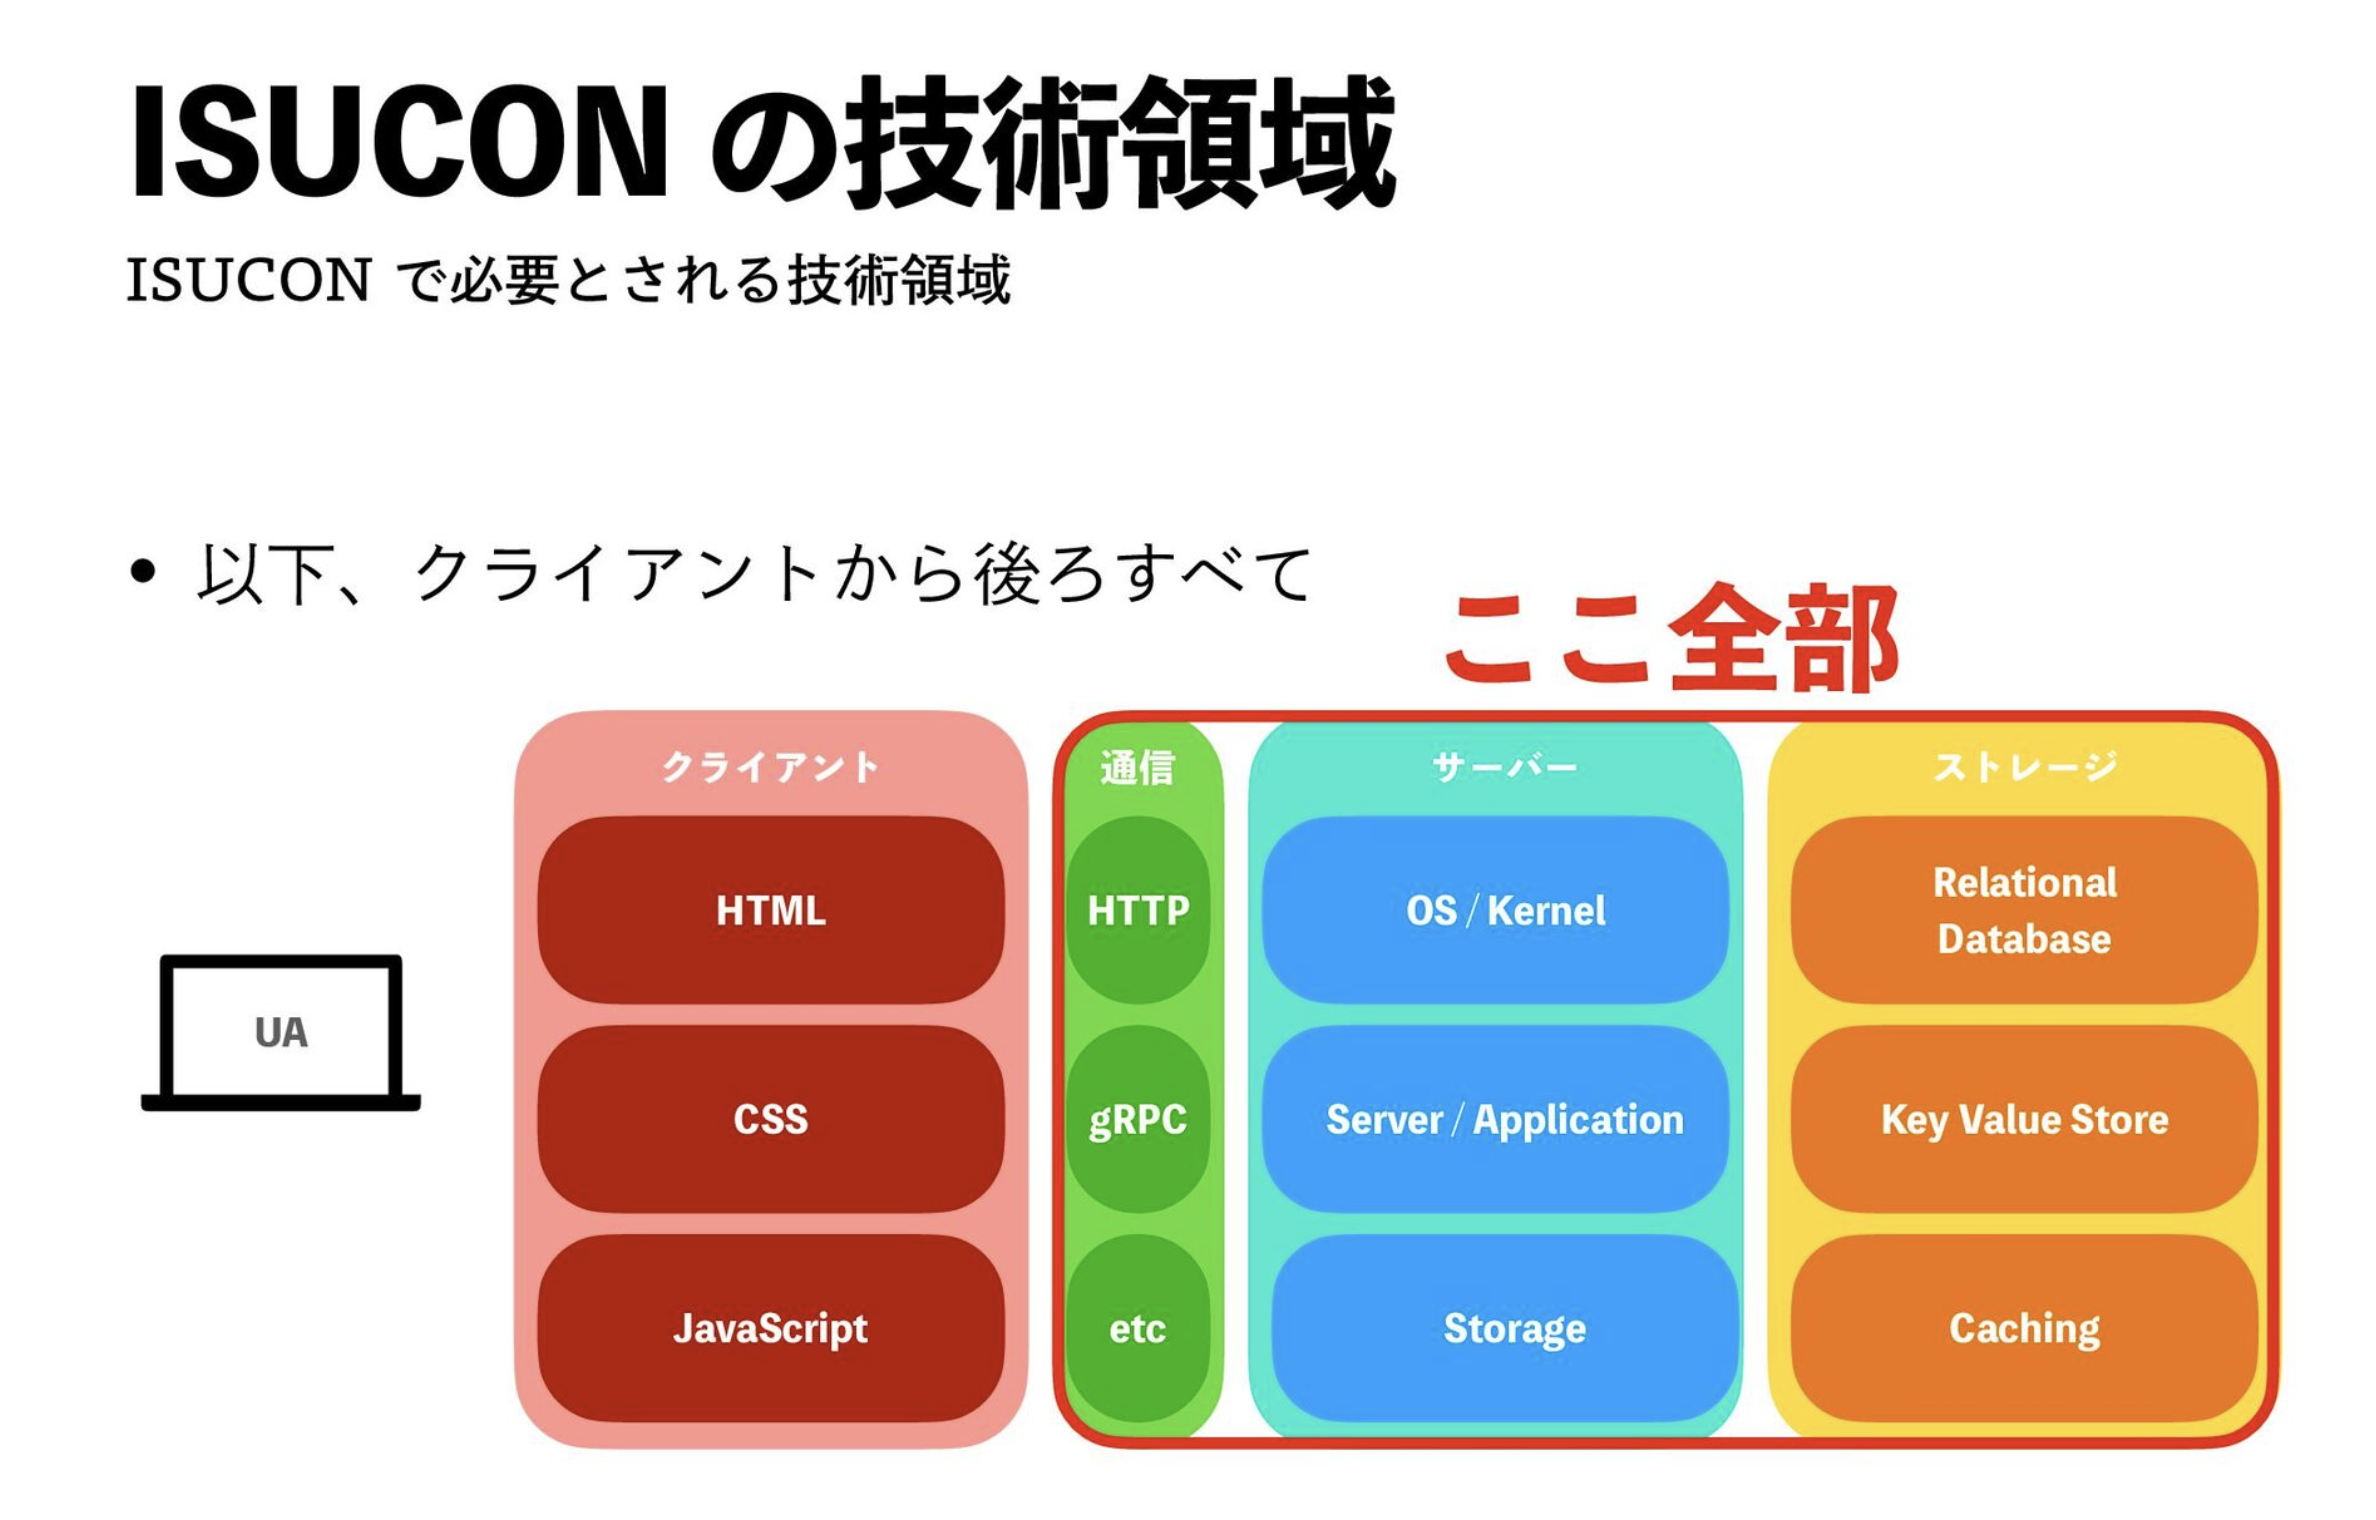 ISUCON の技術領域
ISUCON で必要とされる技術領域
• 以下、クライアントから後ろすべて
ここ全部
UA
クライアント
HTML
CSS
JavaScript
通信
HTTP
gRPC
etc
サーバー
OS / Kernel
Server / Application
Storage
ストレージ
Relational
Database
Key Value Store
Caching